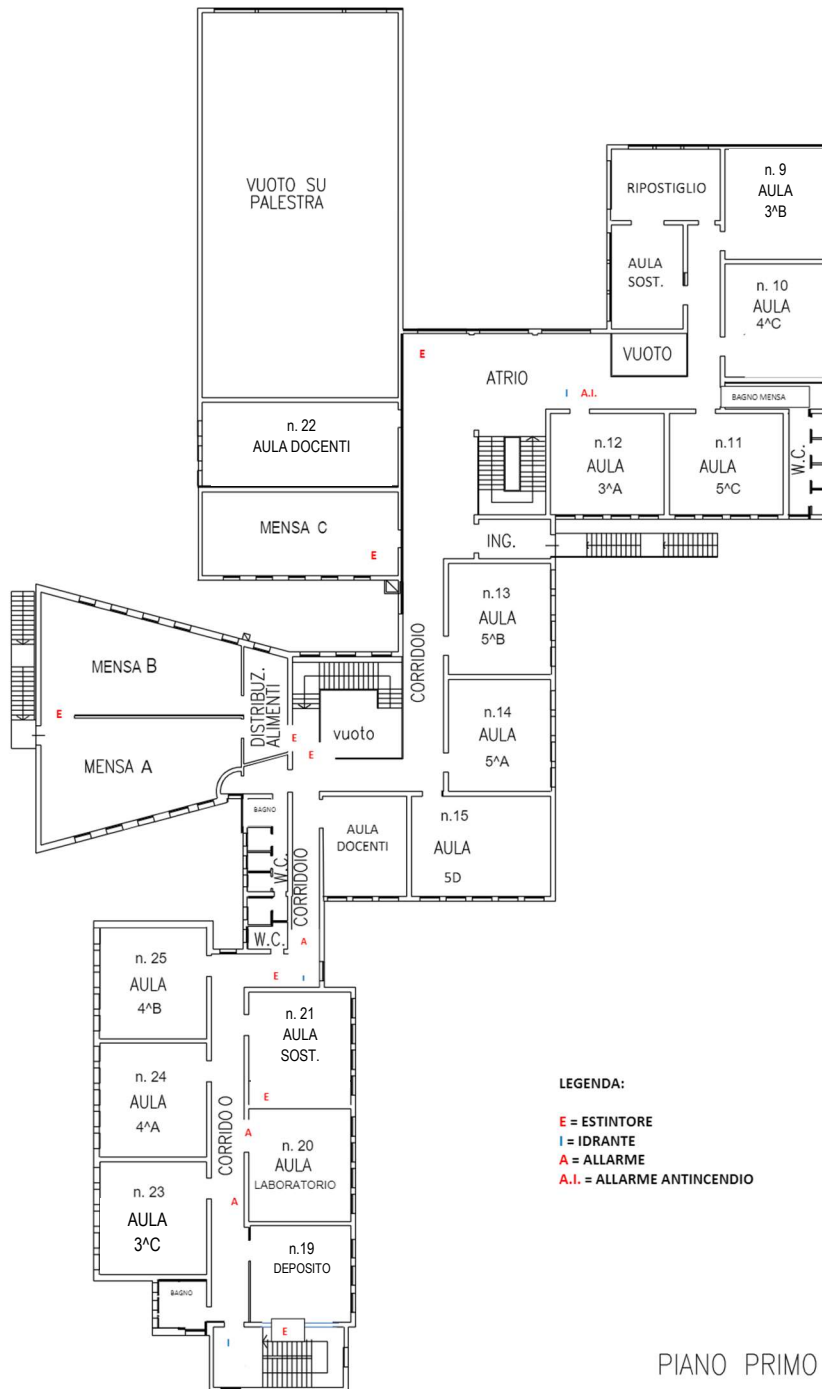 VUOTO SU
PALESTRA
RIPOSTIGLIO
n. 9
AULA
3^B
AULA
SOST.
n. 10
AULA
4^C
E
ATRIO
VUOTO
I
A.I.
BAGNO MENSA
n. 22
AULA DOCENTI
n.12
AULA
3^A
n.11
AULA
5^C
W.C.
MENSA C
E
ING.
n.13
AULA
5^B
CORRIDOIO
MENSA B
DISTRIBUZ.
ALIMENTI
E
MENSA A
E
E
vuoto
n.14
AULA
5^A
BAGNO
W.C.
CORRIDOIO
AULA
DOCENTI
n.15
AULA
5D
W.C.
A
E
I
n. 25
AULA
4^B
n. 21
AULA
SOST.
E
n. 24
AULA
4^A
CORRIDO O
A
n. 20
AULA
LABORATORIO
n. 23
AULA
3^C
A
n.19
DEPOSITO
BAGNO
I
E
LEGENDA:
E = ESTINTORE
I = IDRANTE
A = ALLARME
A.I. = ALLARME ANTINCENDIO
PIANO PRIMO